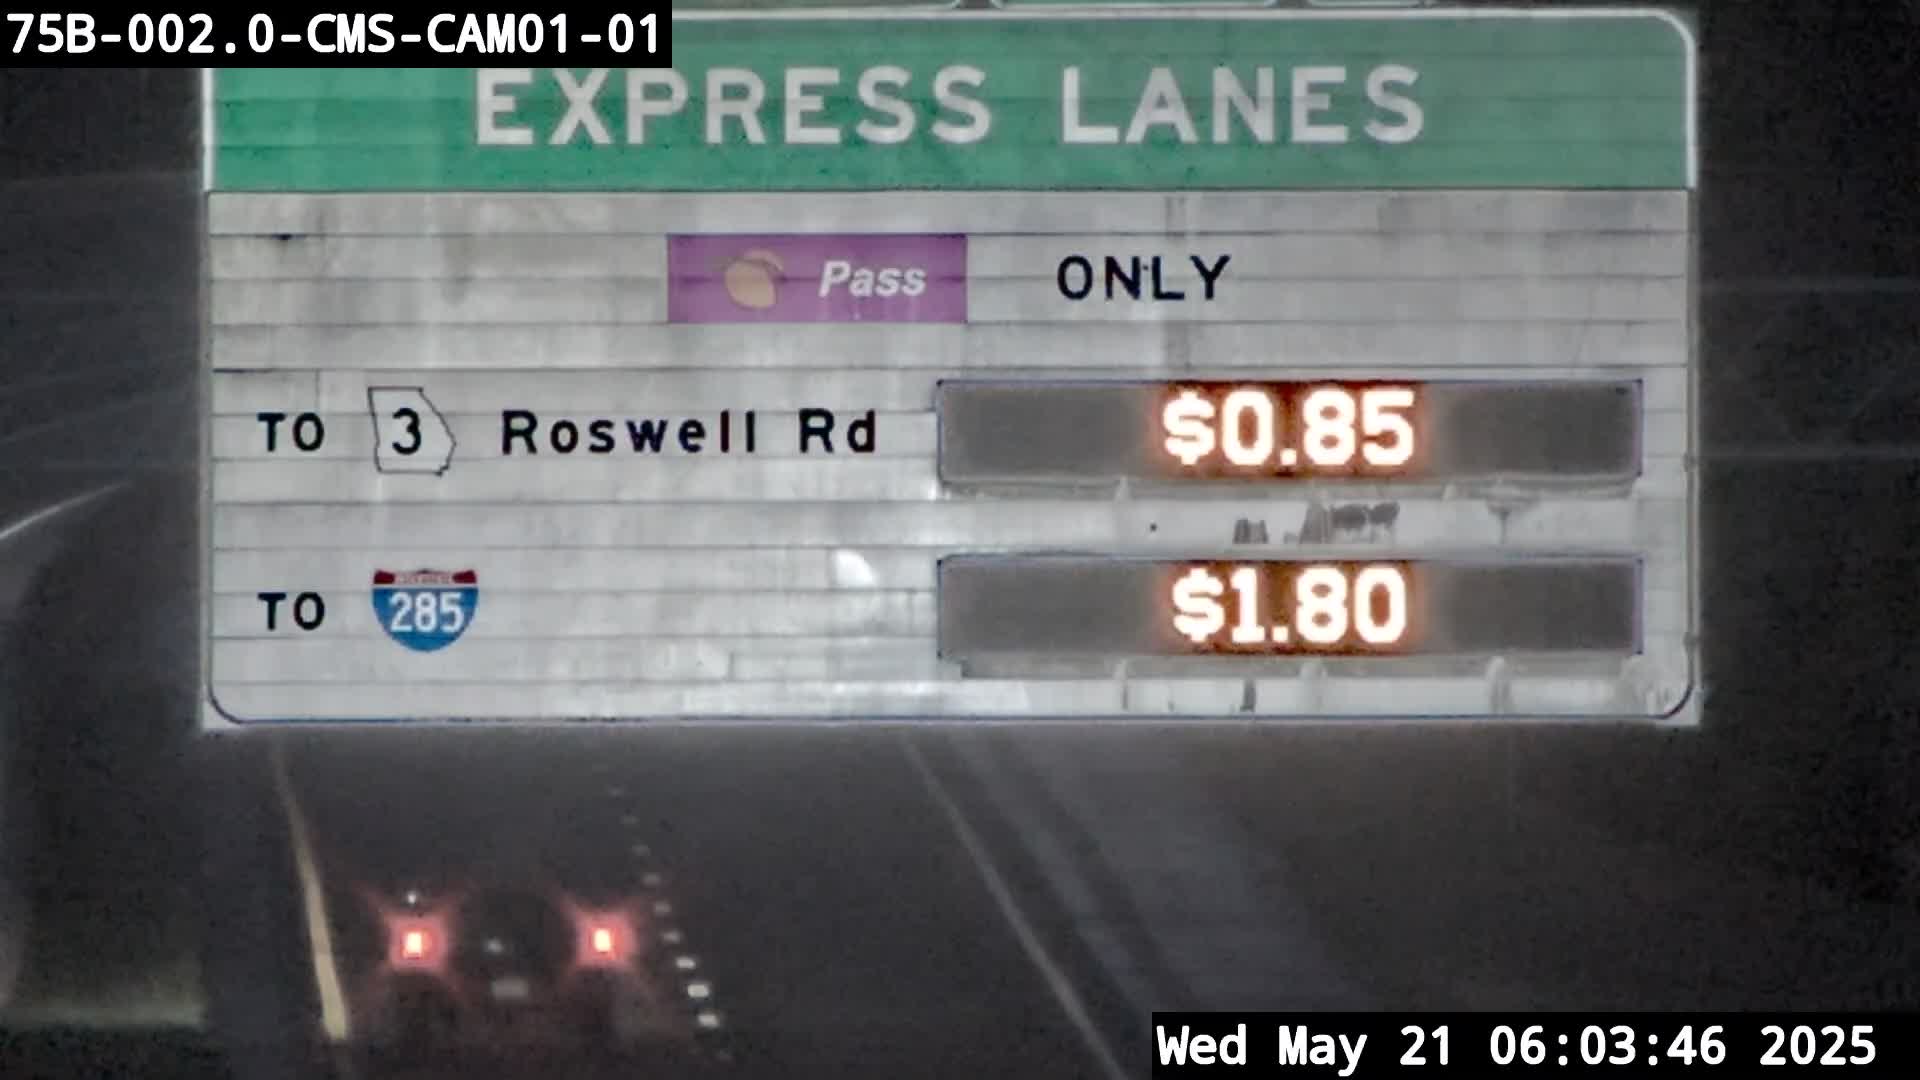 75B-002.0-CMS-CAM01-01
EXPRESS LANES
Pass ONLY
TO 3 Roswell Rd $0.85
TO 285 $1.80
Wed May 21 06:03:46 2025